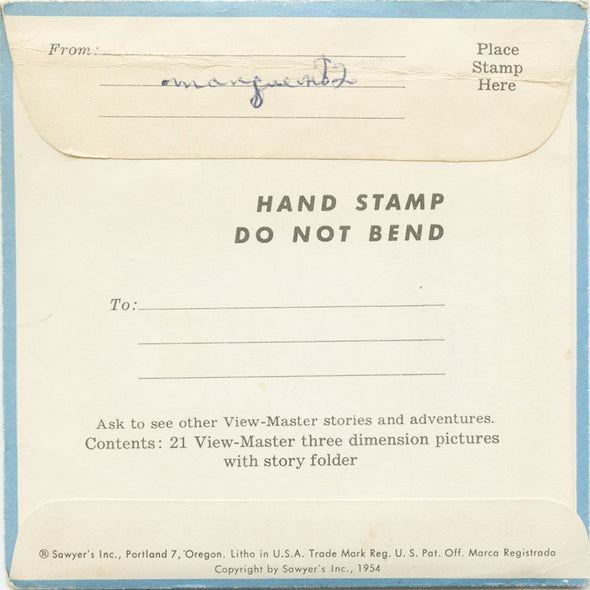 From:
Place
Stamp
Here
HAND STAMP
DO NOT BEND
To:
Ask to see other View-Master stories and adventures.
Contents: 21 View-Master three dimension pictures
with story folder
® Sawyer's Inc., Portland 7, Oregon. Litho in U.S.A. Trade Mark Reg. U. S. Pat. Off. Marca Registrada
Copyright by Sawyer's Inc., 1954